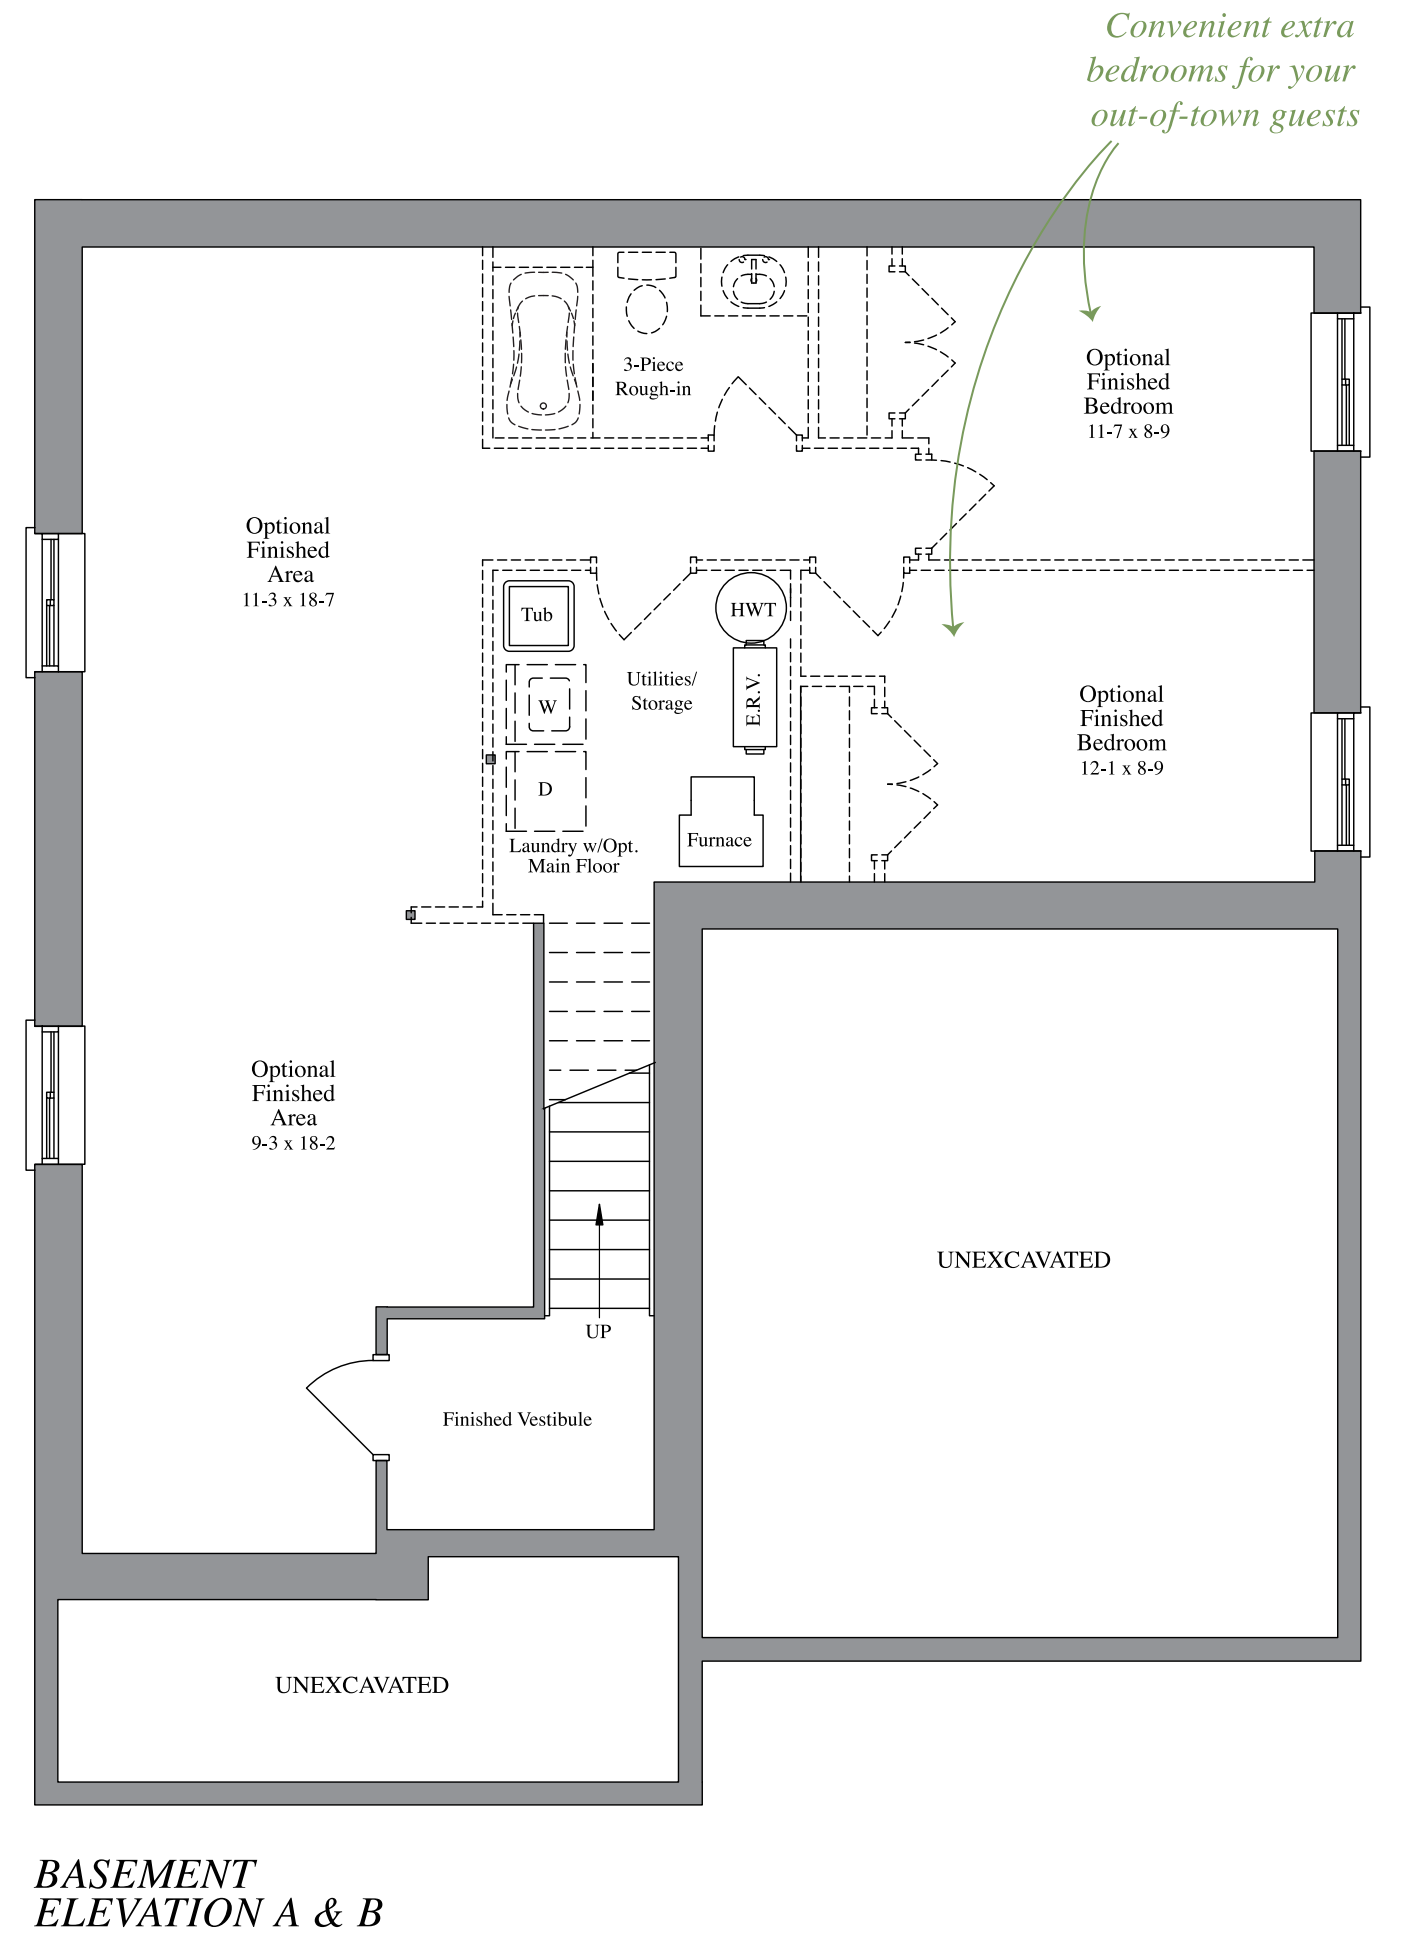 Convenient extra
bedrooms for your
out-of-town guests
3-Piece
Rough-in
Optional
Finished
Bedroom
11-7 x 8-9
Optional
Finished
Area
11-3 x 18-7
Tub
HWT
W
Utilities/
Storage
E.R.V.
Optional
Finished
Bedroom
12-1 x 8-9
D
Furnace
Laundry w/Opt.
Main Floor
Optional
Finished
Area
9-3 x 18-2
UNEXCAVATED
UP
Finished Vestibule
UNEXCAVATED
BASEMENT
ELEVATION A & B